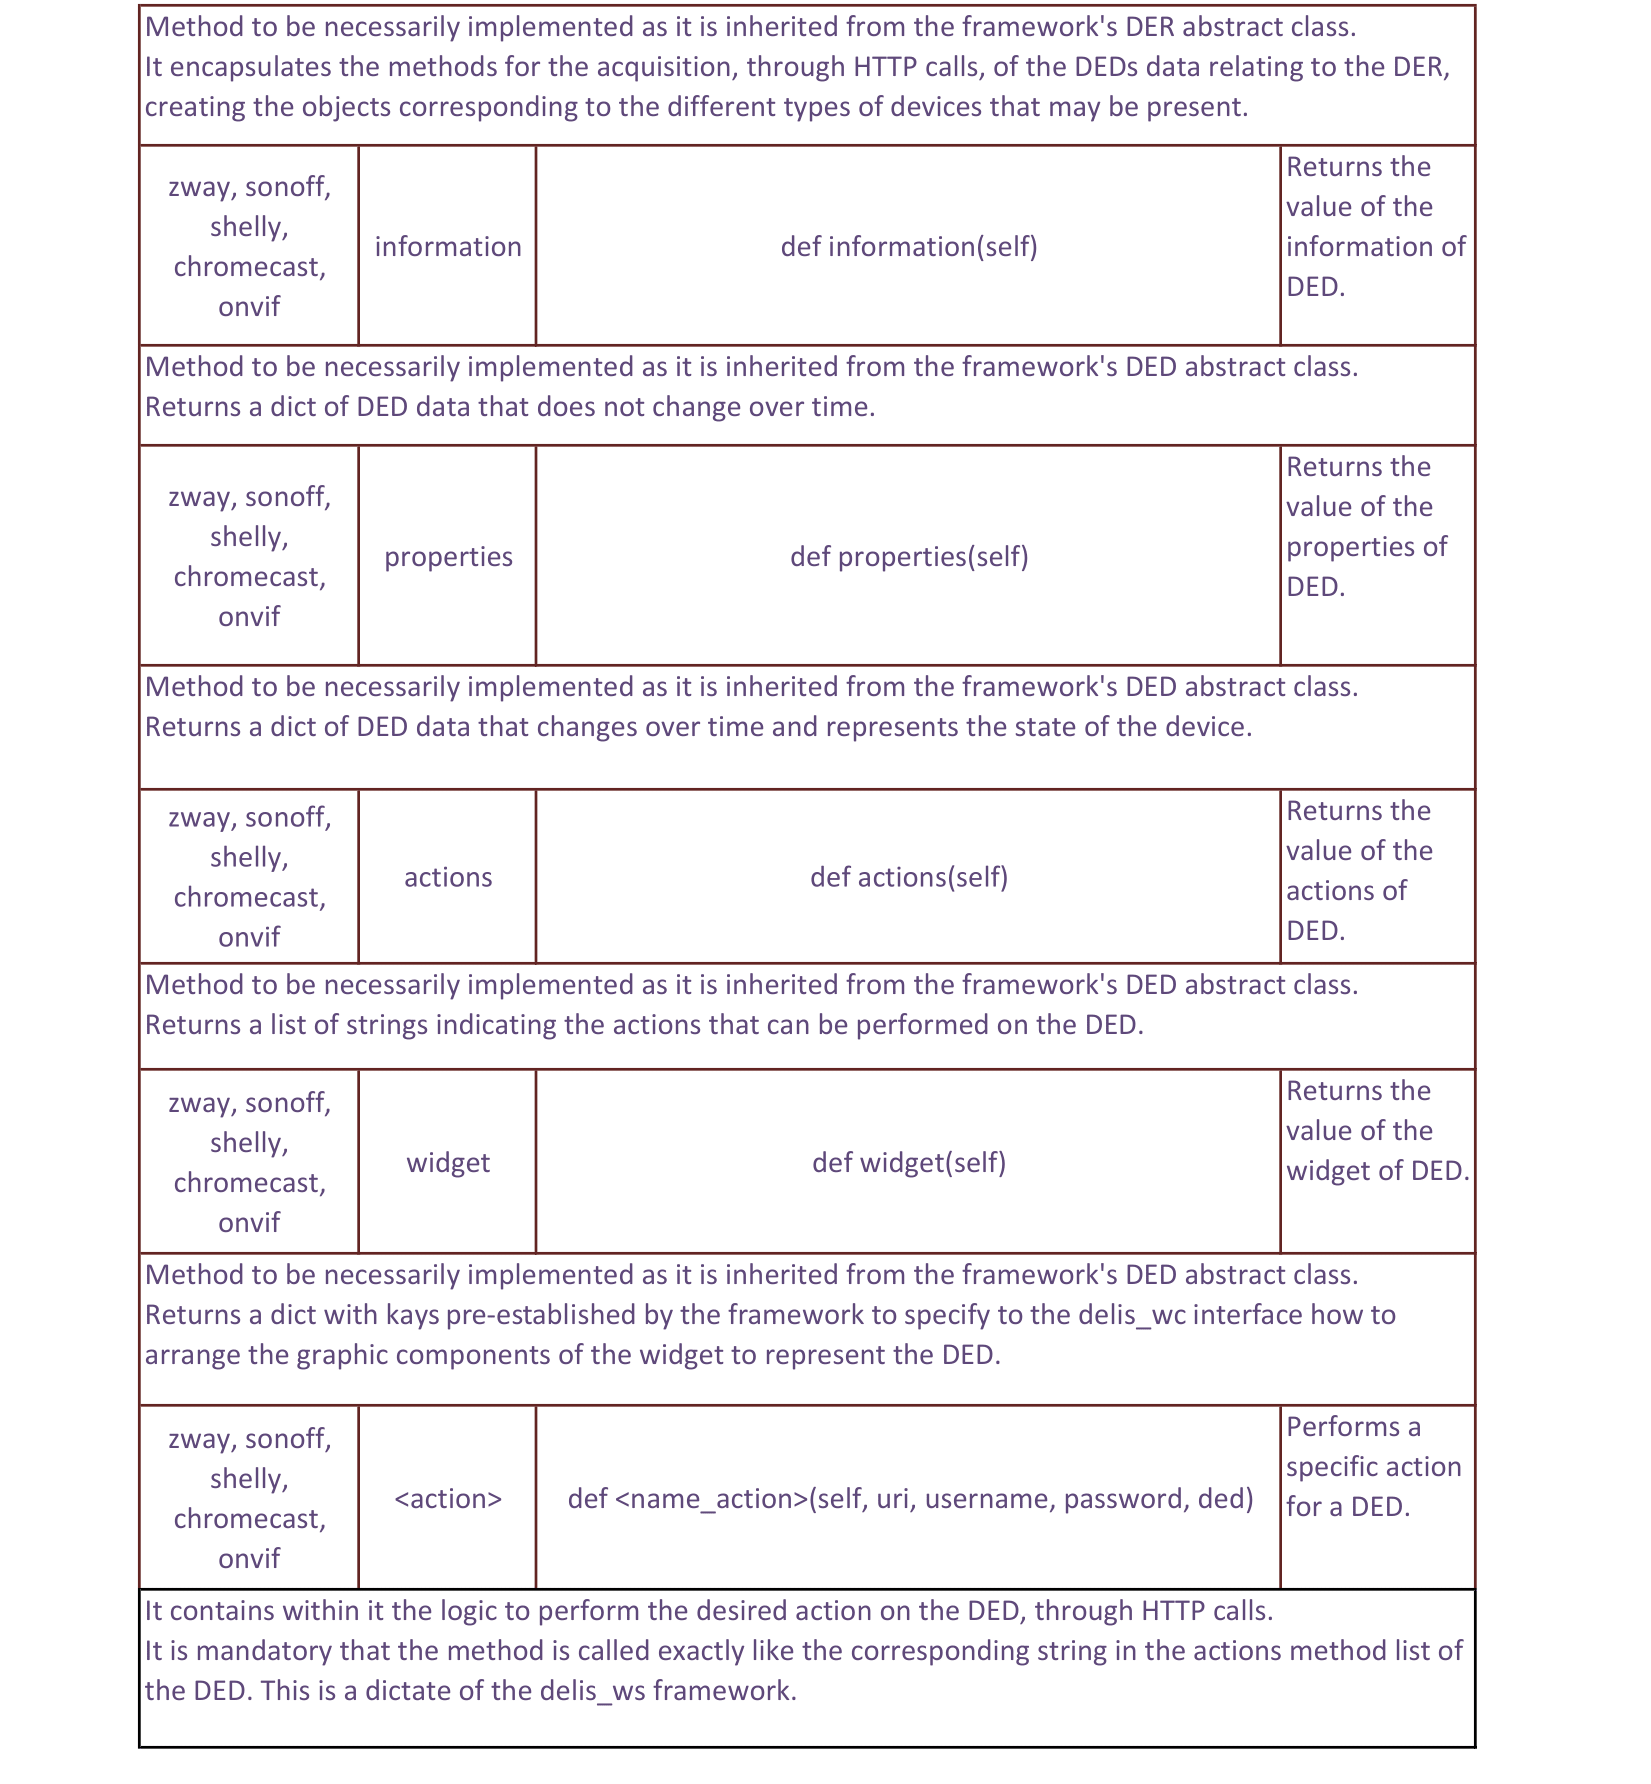 Method to be necessarily implemented as it is inherited from the framework's DER abstract class.
It encapsulates the methods for the acquisition, through HTTP calls, of the DEDs data relating to the DER,
creating the objects corresponding to the different types of devices that may be present.
zway, sonoff,
shelly,
chromecast,
onvif
information
def information(self)
Returns the
value of the
information of
DED.
Method to be necessarily implemented as it is inherited from the framework's DED abstract class.
Returns a dict of DED data that does not change over time.
zway, sonoff,
shelly,
chromecast,
onvif
properties
def properties(self)
Returns the
value of the
properties of
DED.
Method to be necessarily implemented as it is inherited from the framework's DED abstract class.
Returns a dict of DED data that changes over time and represents the state of the device.
zway, sonoff,
shelly,
chromecast,
onvif
actions
def actions(self)
Returns the
value of the
actions of
DED.
Method to be necessarily implemented as it is inherited from the framework's DED abstract class.
Returns a list of strings indicating the actions that can be performed on the DED.
zway, sonoff,
shelly,
chromecast,
onvif
widget
def widget(self)
Returns the
value of the
widget of DED.
Method to be necessarily implemented as it is inherited from the framework's DED abstract class.
Returns a dict with kays pre-established by the framework to specify to the delis_wc interface how to
arrange the graphic components of the widget to represent the DED.
zway, sonoff,
shelly,
chromecast,
onvif
<action>
def <name_action>(self, uri, username, password, ded)
Performs a
specific action
for a DED.
It contains within it the logic to perform the desired action on the DED, through HTTP calls.
It is mandatory that the method is called exactly like the corresponding string in the actions method list of
the DED. This is a dictate of the delis_ws framework.